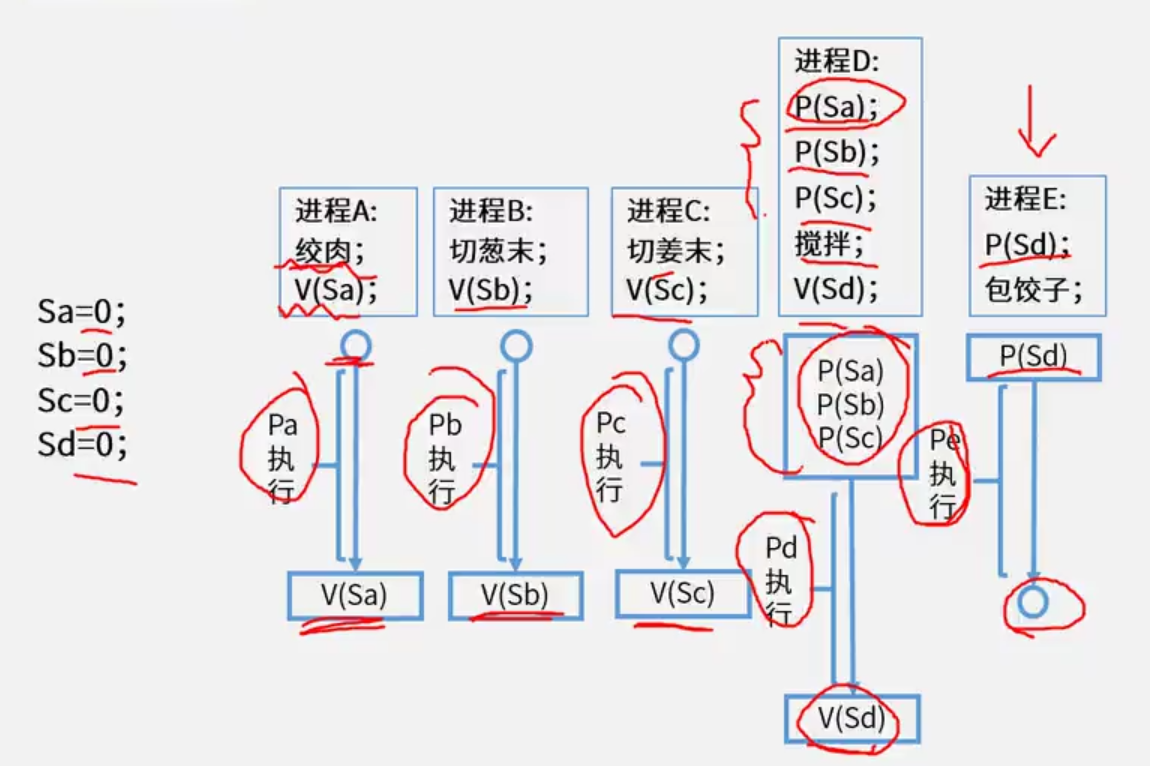 Sa=0;
Sb=0;
Sc=0;
Sd=0;
进程A:
绞肉;
V(Sa);
进程B:
切葱末;
V(Sb);
进程C:
切姜末;
V(Sc);
进程D:
P(Sa);
P(Sb);
P(Sc);
搅拌;
V(Sd);
进程E:
P(Sd);
包饺子;
Pa
执
行
V(Sa)
Pb
执
行
V(Sb)
Pc
执
行
V(Sc)
P(Sa)
P(Sb)
P(Sc)
Pd
执
行
V(Sd)
P(Sd)
Pe
执
行